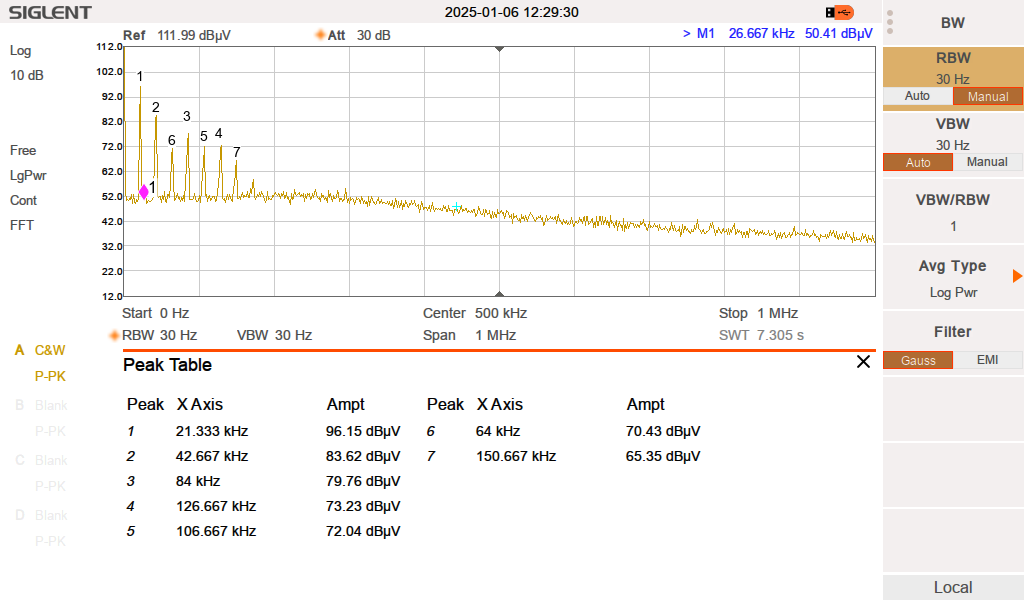 SIGLENT 2025-01-06 12:29:30
Ref 111.99 dBµV Att 30 dB > M1 26.667 kHz 50.41 dBµV
Log
10 dB
Free
LgPwr
Cont
FFT
112.0
102.0
92.0
82.0
72.0
62.0
52.0
42.0
32.0
22.0
12.0
1
2
3
6
5
4
7
1
Start 0 Hz Center 500 kHz Stop 1 MHz
RBW 30 Hz VBW 30 Hz Span 1 MHz SWT 7.305 s
A C&W
P-PK
B Blank
P-PK
C Blank
P-PK
D Blank
P-PK
Peak Table
Peak X Axis Ampt Peak X Axis Ampt
1 21.333 kHz 96.15 dBµV 6 64 kHz 70.43 dBµV
2 42.667 kHz 83.62 dBµV 7 150.667 kHz 65.35 dBµV
3 84 kHz 79.76 dBµV
4 126.667 kHz 73.23 dBµV
5 106.667 kHz 72.04 dBµV
BW
RBW
30 Hz
Auto Manual
VBW
30 Hz
Auto Manual
VBW/RBW
1
Avg Type
Log Pwr
Filter
Gauss EMI
Local